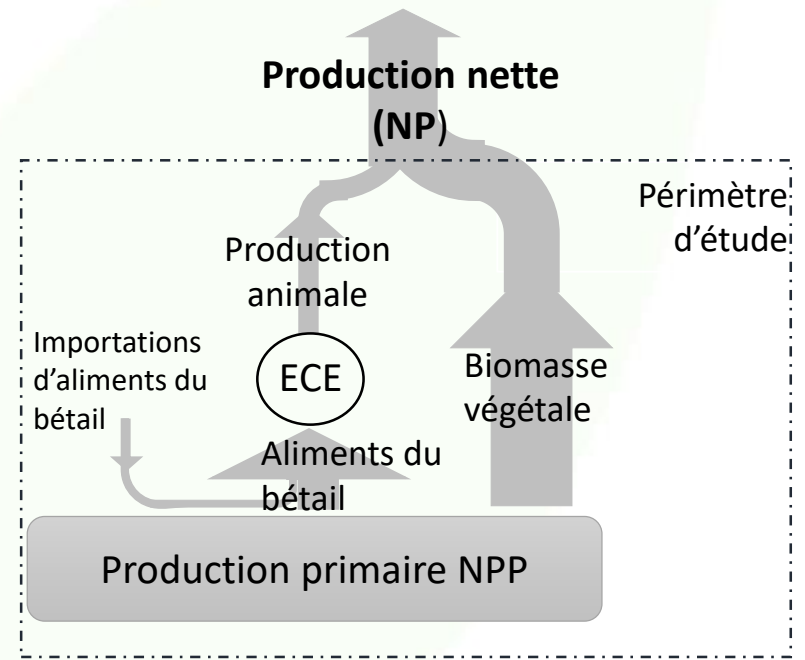 Production nette
(NP)
Périmètre
d'étude
Production
animale
Importations
d'aliments du
bétail
ECE
Biomasse
végétale
Aliments du
bétail
Production primaire NPP